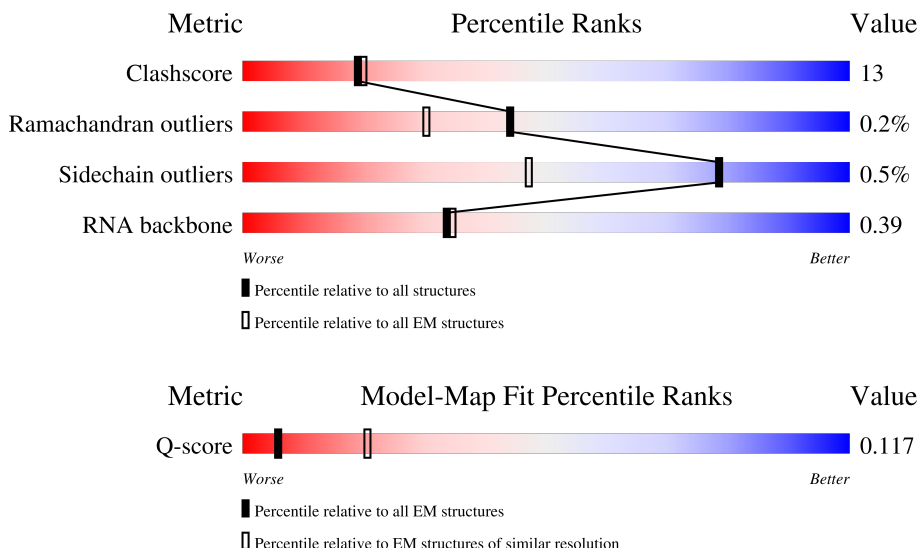 Metric Percentile Ranks Value
Clashscore 13
Ramachandran outliers 0.2%
Sidechain outliers 0.5%
RNA backbone 0.39
Worse Better
Percentile relative to all structures
Percentile relative to all EM structures
Metric Model-Map Fit Percentile Ranks Value
Q-score 0.117
Worse Better
Percentile relative to all EM structures
Percentile relative to EM structures of similar resolution